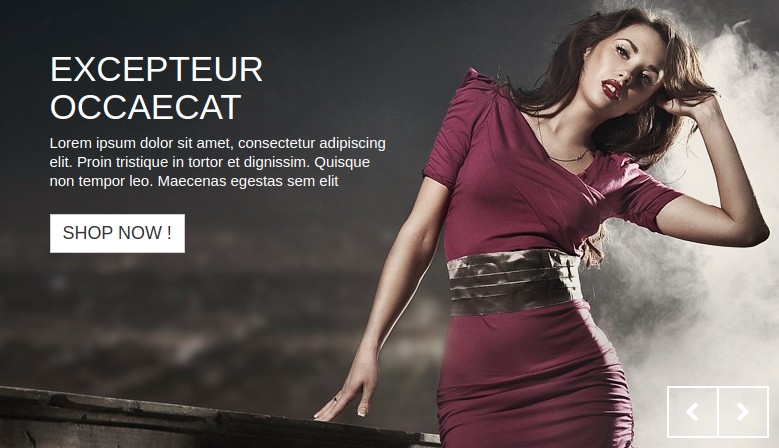 EXCEPTEUR
OCCAECAT
Lorem ipsum dolor sit amet, consectetur adipiscing
elit. Proin tristique in tortor et dignissim. Quisque
non tempor leo. Maecenas egestas sem elit
SHOP NOW !